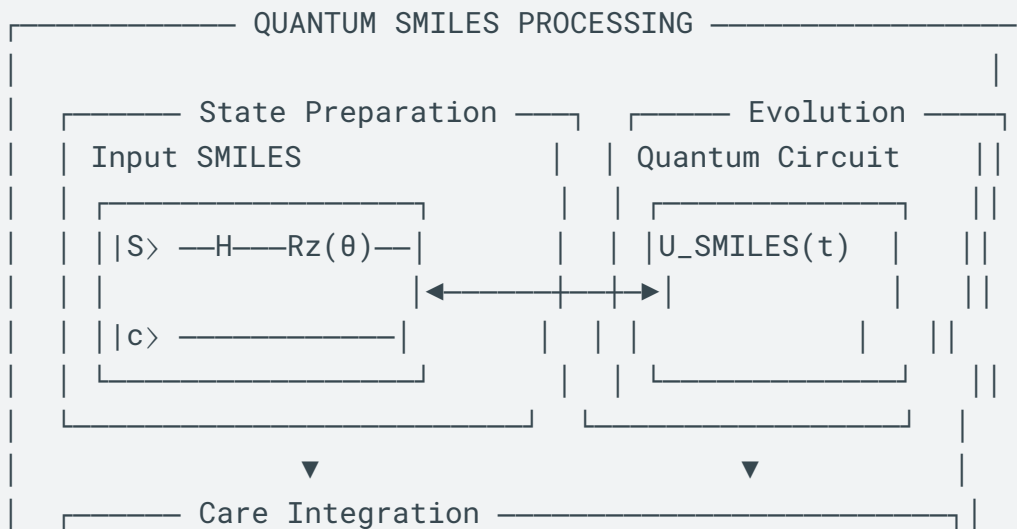 QUANTUM SMILES PROCESSING
State Preparation Evolution
Input SMILES Quantum Circuit
|S⟩ ──H───Rz(θ)── U_SMILES(t)
|c⟩ ────────────
Care Integration